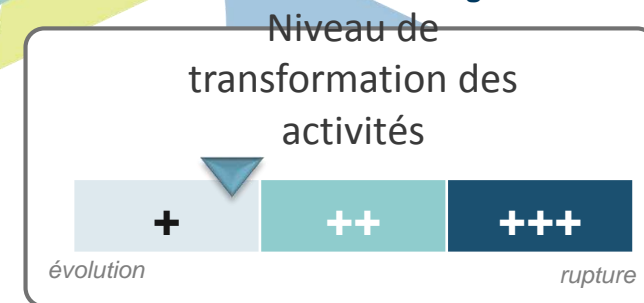 Niveau de
transformation des
activités
+ ++ +++
évolution rupture